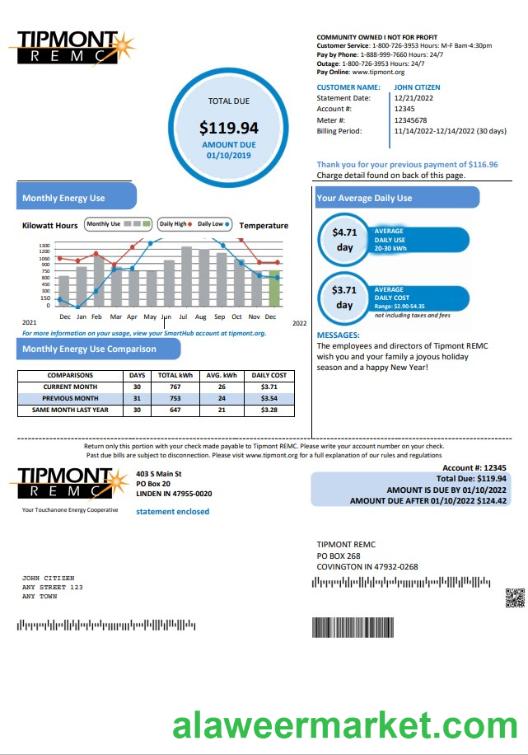 TIPMONT
REMC
COMMUNITY OWNED I NOT FOR PROFIT
Customer Service: 1-800-726-3953 Hours: M-F 8am-4:30pm
Pay by Phone: 1-888-999-7660 Hours: 24/7
Outage: 1-800-726-3953 Hours: 24/7
Pay Online: www.tipmont.org
CUSTOMER NAME: JOHN CITIZEN
Statement Date: 12/21/2022
Account #: 12345
Meter #: 12345678
Billing Period: 11/14/2022-12/14/2022 (30 days)
TOTAL DUE
$119.94
AMOUNT DUE
01/10/2019
Thank you for your previous payment of $116.96
Charge detail found on back of this page.
Monthly Energy Use
Kilowatt Hours Monthly Use Daily High Daily Low Temperature
1300
1200
1050
900
750
600
450
300
150
0
Dec Jan Feb Mar Apr May Jun Jul Aug Sep Oct Nov Dec
2021 2022
For more information on your usage, view your SmartHub account at tipmont.org.
Your Average Daily Use
$4.71
day
AVERAGE
DAILY USE
20-30 kWh
$3.71
day
AVERAGE
DAILY COST
Range: $2.90-$4.35
not including taxes and fees
MESSAGES:
The employees and directors of Tipmont REMC
wish you and your family a joyous holiday
season and a happy New Year!
Monthly Energy Use Comparison
COMPARISONS DAYS TOTAL kWh AVG. kWh DAILY COST
CURRENT MONTH 30 767 26 $3.71
PREVIOUS MONTH 31 753 24 $3.54
SAME MONTH LAST YEAR 30 647 21 $3.28
Return only this portion with your check made payable to Tipmont REMC. Please write your account number on your check.
Past due bills are subject to disconnection. Please visit www.tipmont.org for a full explanation of our rules and regulations
TIPMONT
REMC
Your Touchanone Energy Cooperative
403 S Main St
PO Box 20
LINDEN IN 47955-0020
statement enclosed
Account #: 12345
Total Due: $119.94
AMOUNT IS DUE BY 01/10/2022
AMOUNT DUE AFTER 01/10/2022 $124.42
TIPMONT REMC
PO BOX 268
COVINGTON IN 47932-0268
JOHN CITIZEN
ANY STREET 123
ANY TOWN
alaweermarket.com